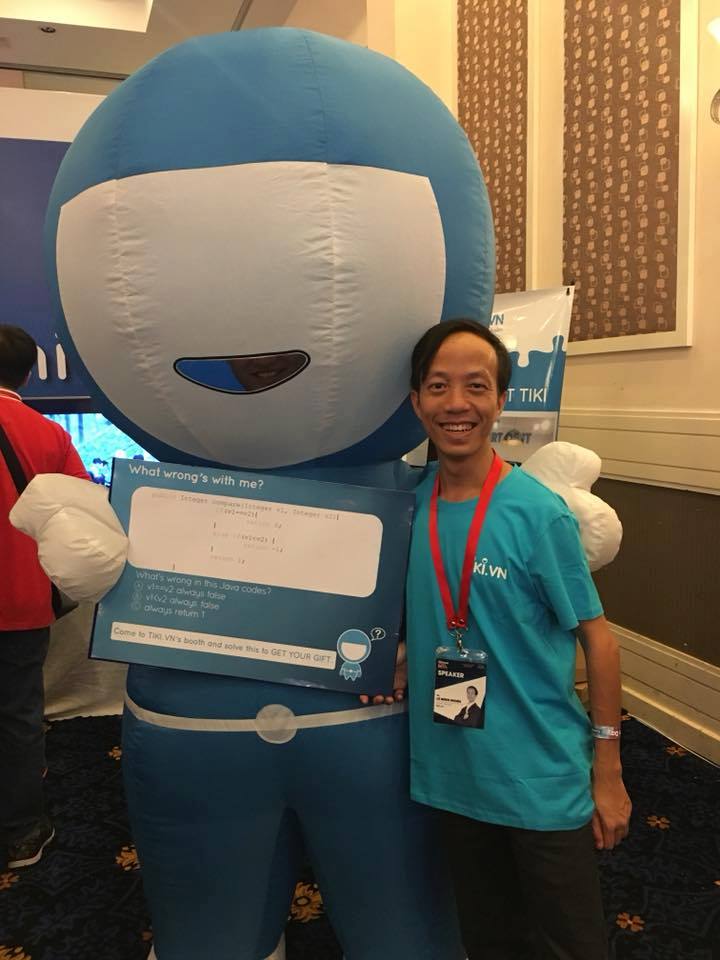 What wrong's with me?
public Integer compare(Integer v1, Integer v2){
if(v1==v2){
return 0;
}
else if(v1<v2) {
return -1;
}
return 1;
}
What's wrong in this Java codes?
A v1==v2 always false
B v1<v2 always false
C always return 1
Come to TIKI.VN's booth and solve this to GET YOUR GIFT
?
TIKI.VN
SPEAKER
.VN
T TIKI